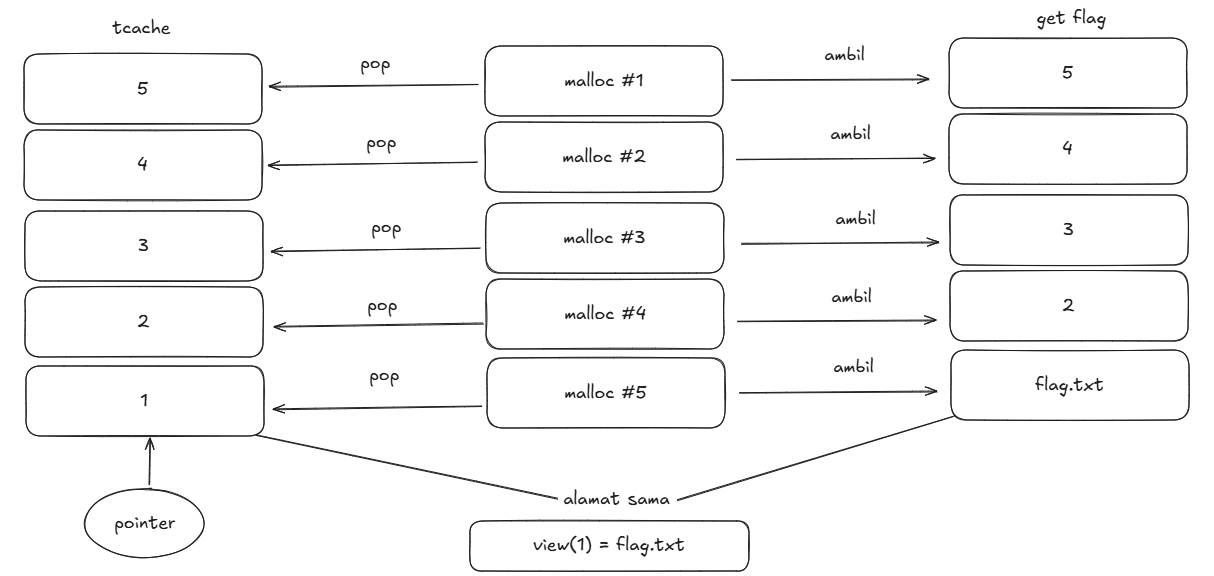 tcache
get flag
5
pop
malloc #1
ambil
5
4
pop
malloc #2
ambil
4
3
pop
malloc #3
ambil
3
2
pop
malloc #4
ambil
2
1
pop
malloc #5
ambil
flag.txt
pointer
alamat sama
view(1) = flag.txt